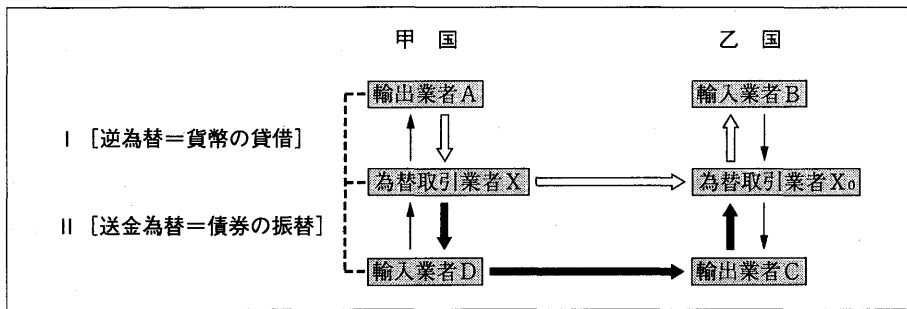 甲 国 乙 国
輸出業者A 輸入業者B
I [逆為替=貨幣の貸借]
為替取引業者X 為替取引業者X₀
II [送金為替=債券の振替]
輸入業者D 輸出業者C